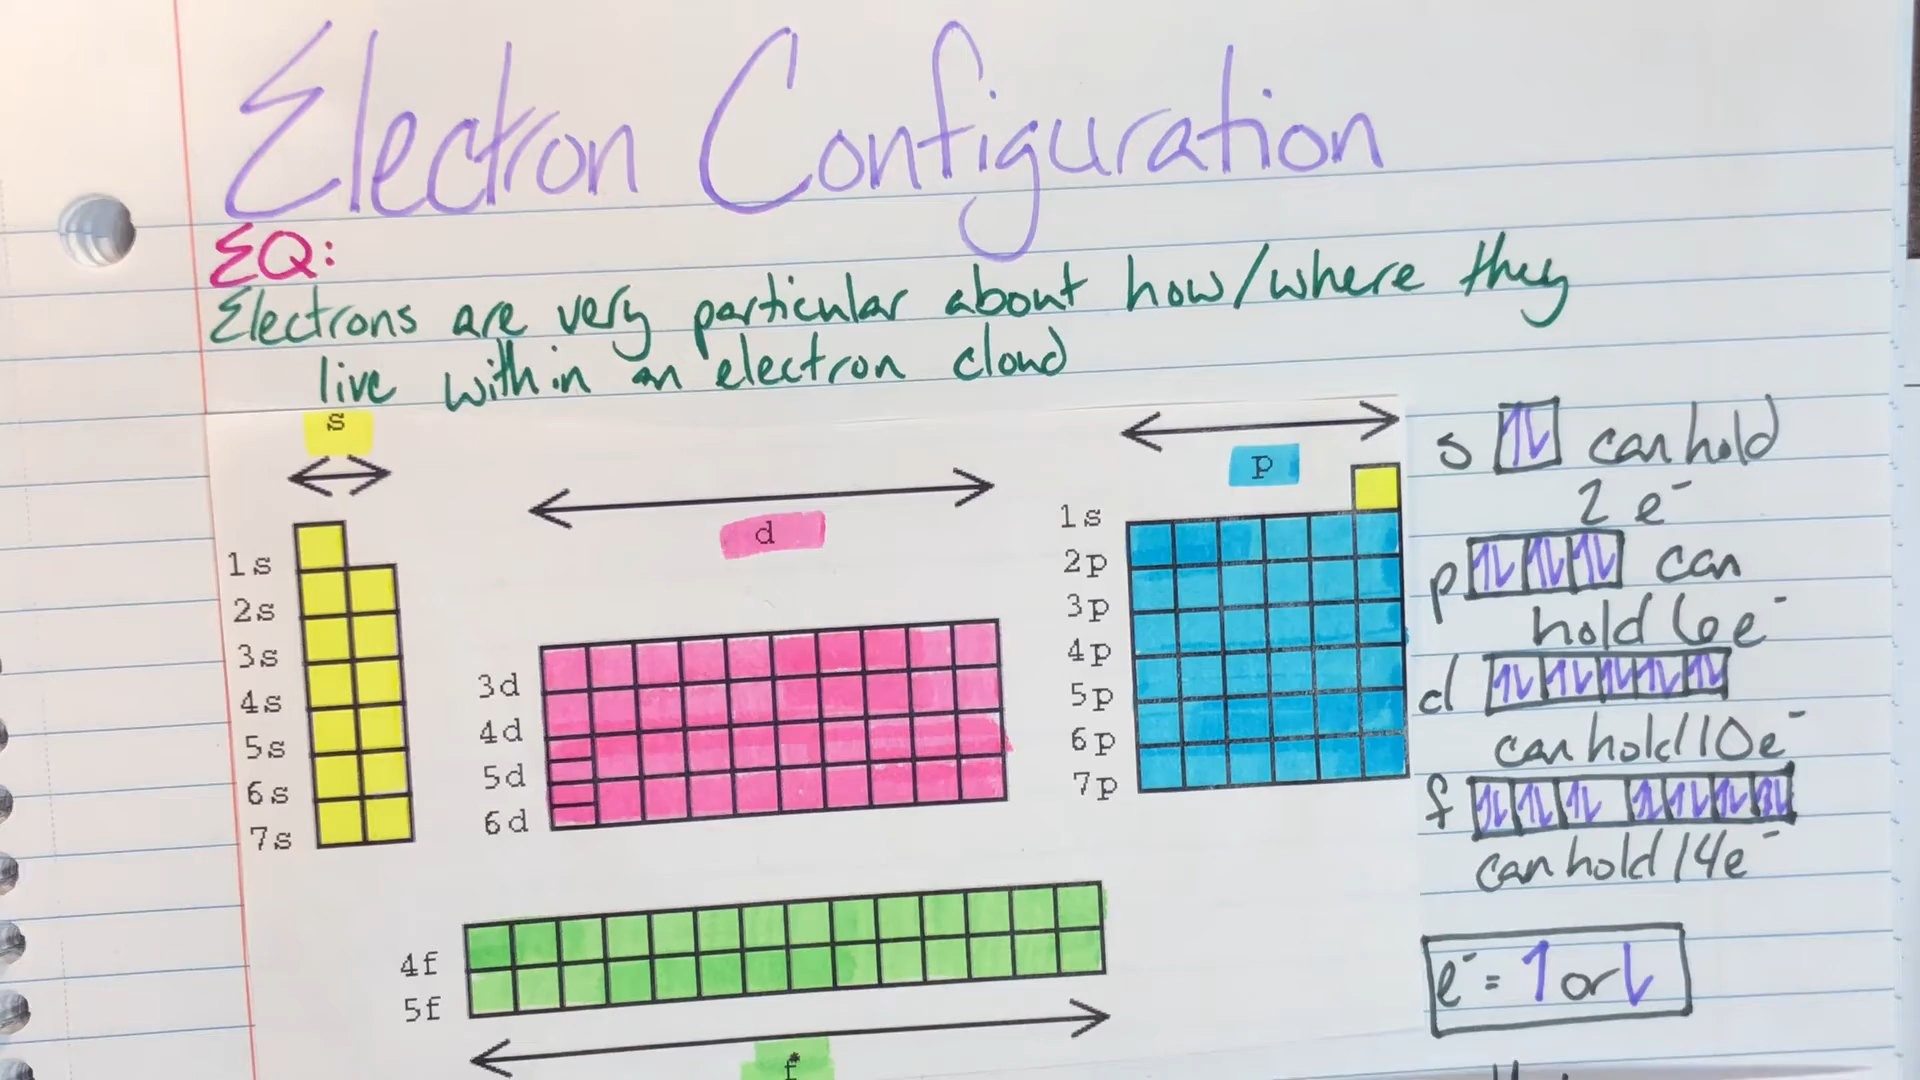 Electron Configuration
EQ:
Electrons are very particular about how/where they
live within an electron cloud
s
d
p
1s
2s
3s
4s
5s
6s
7s
3d
4d
5d
6d
1s
2p
3p
4p
5p
6p
7p
4f
5f
f
s ↿⇂ can hold
2 e⁻
p ↿⇂ ↿⇂ ↿⇂ can
hold 6e⁻
d ↿⇂ ↿⇂ ↿⇂ ↿⇂ ↿⇂
can hold 10e⁻
f ↿⇂ ↿⇂ ↿⇂ ↿⇂ ↿⇂ ↿⇂ ↿⇂
can hold 14e⁻
e⁻ = ↿ or ⇂